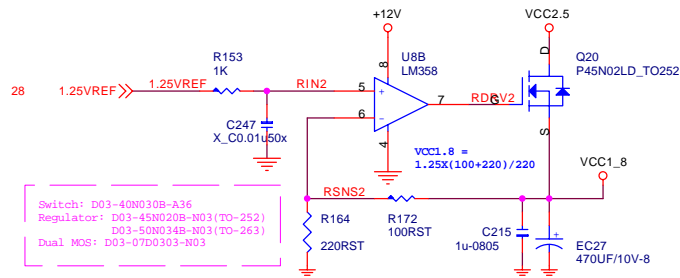 +12V
VCC2.5
R153
1K
U8B
LM358
Q20
P45N02LD_TO252
D
G
S
28
1.25VREF
1.25VREF
RIN2
5
+
6
-
8
4
7
RDRV2
C247
X_C0.01u50x
VCC1.8 =
1.25X(100+220)/220
VCC1_8
RSNS2
Switch: D03-40N030B-A36
Regulator: D03-45N020B-N03(TO-252)
D03-50N034B-N03(TO-263)
Dual MOS: D03-07D0303-N03
R164
220RST
R172
100RST
C215
1u-0805
+
EC27
470UF/10V-8